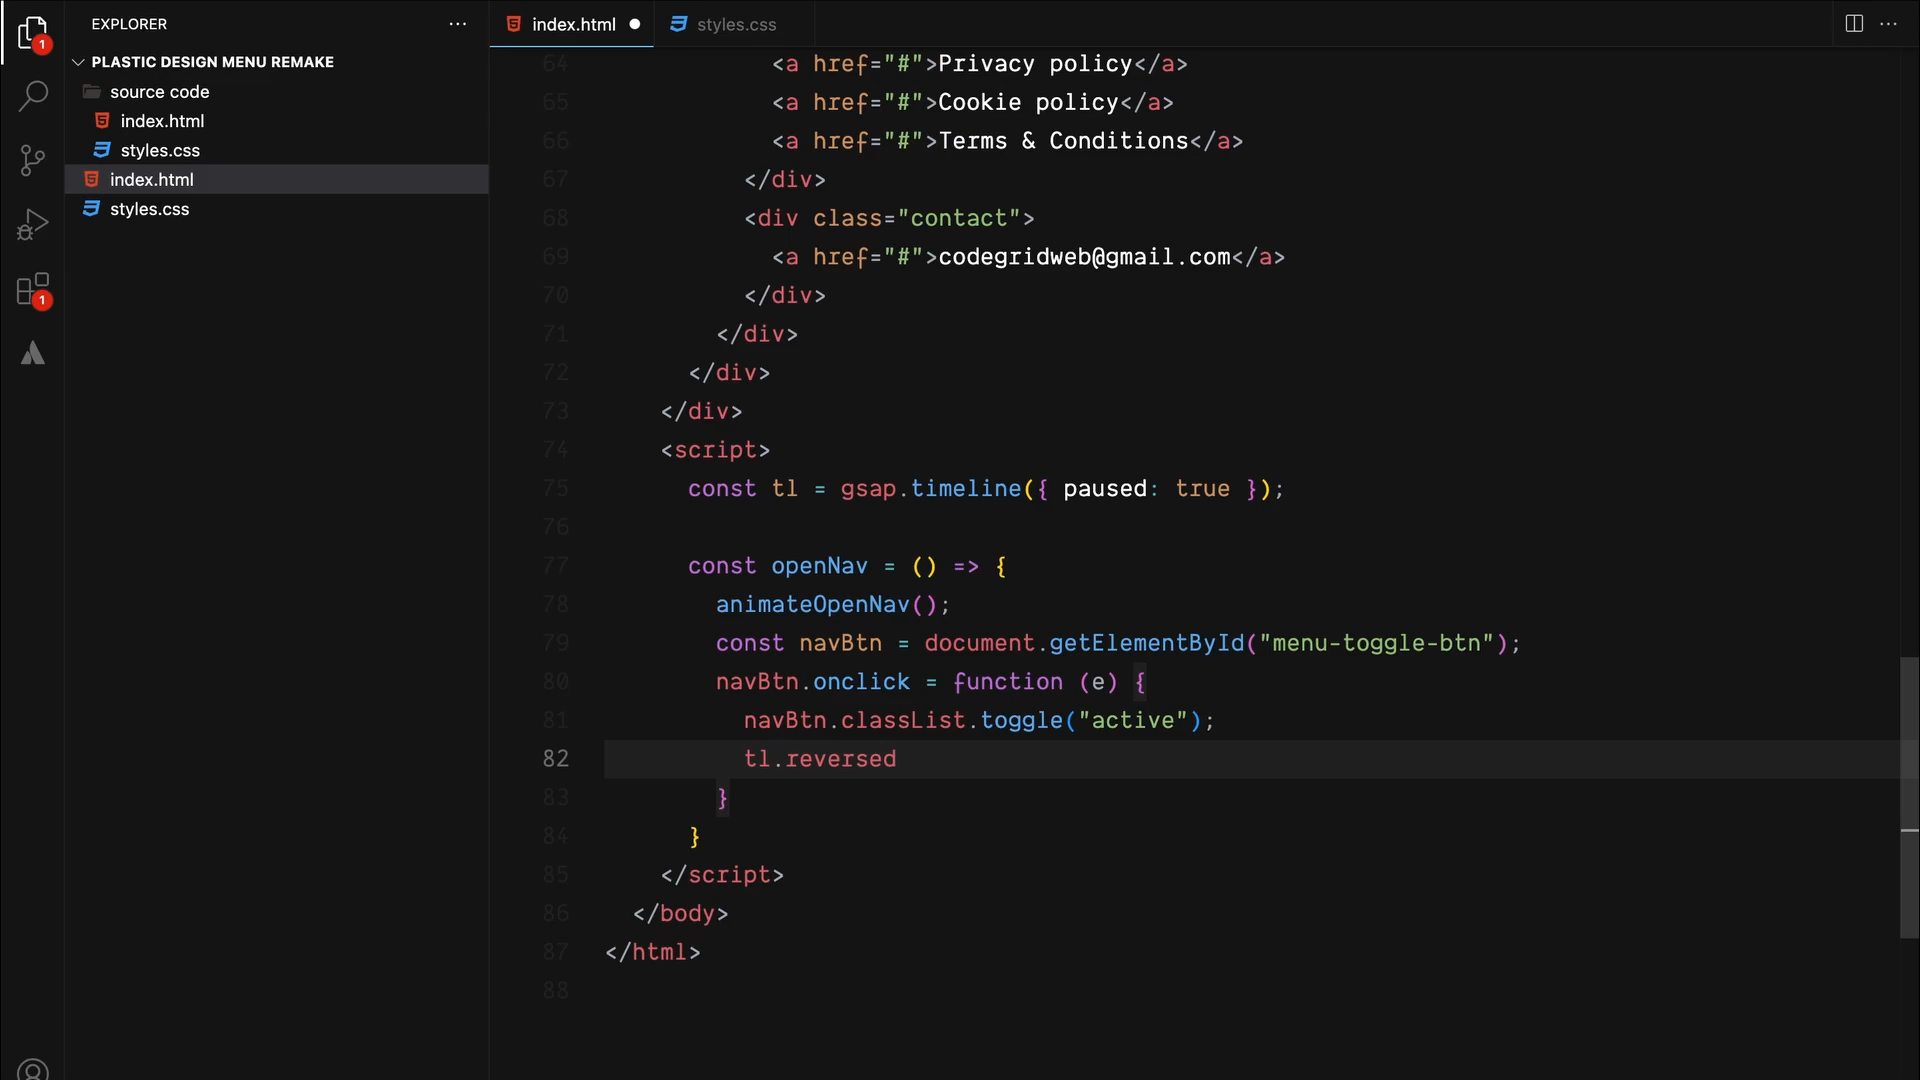 EXPLORER
PLASTIC DESIGN MENU REMAKE
source code
index.html
styles.css
index.html
styles.css
1
1
index.html
styles.css
64 <a href="#">Privacy policy</a>
65 <a href="#">Cookie policy</a>
66 <a href="#">Terms & Conditions</a>
67 </div>
68 <div class="contact">
69 <a href="#">codegridweb@gmail.com</a>
70 </div>
71 </div>
72 </div>
73 </div>
74 <script>
75 const tl = gsap.timeline({ paused: true });
76
77 const openNav = () => {
78 animateOpenNav();
79 const navBtn = document.getElementById("menu-toggle-btn");
80 navBtn.onclick = function (e) {
81 navBtn.classList.toggle("active");
82 tl.reversed
83 }
84 }
85 </script>
86 </body>
87 </html>
88